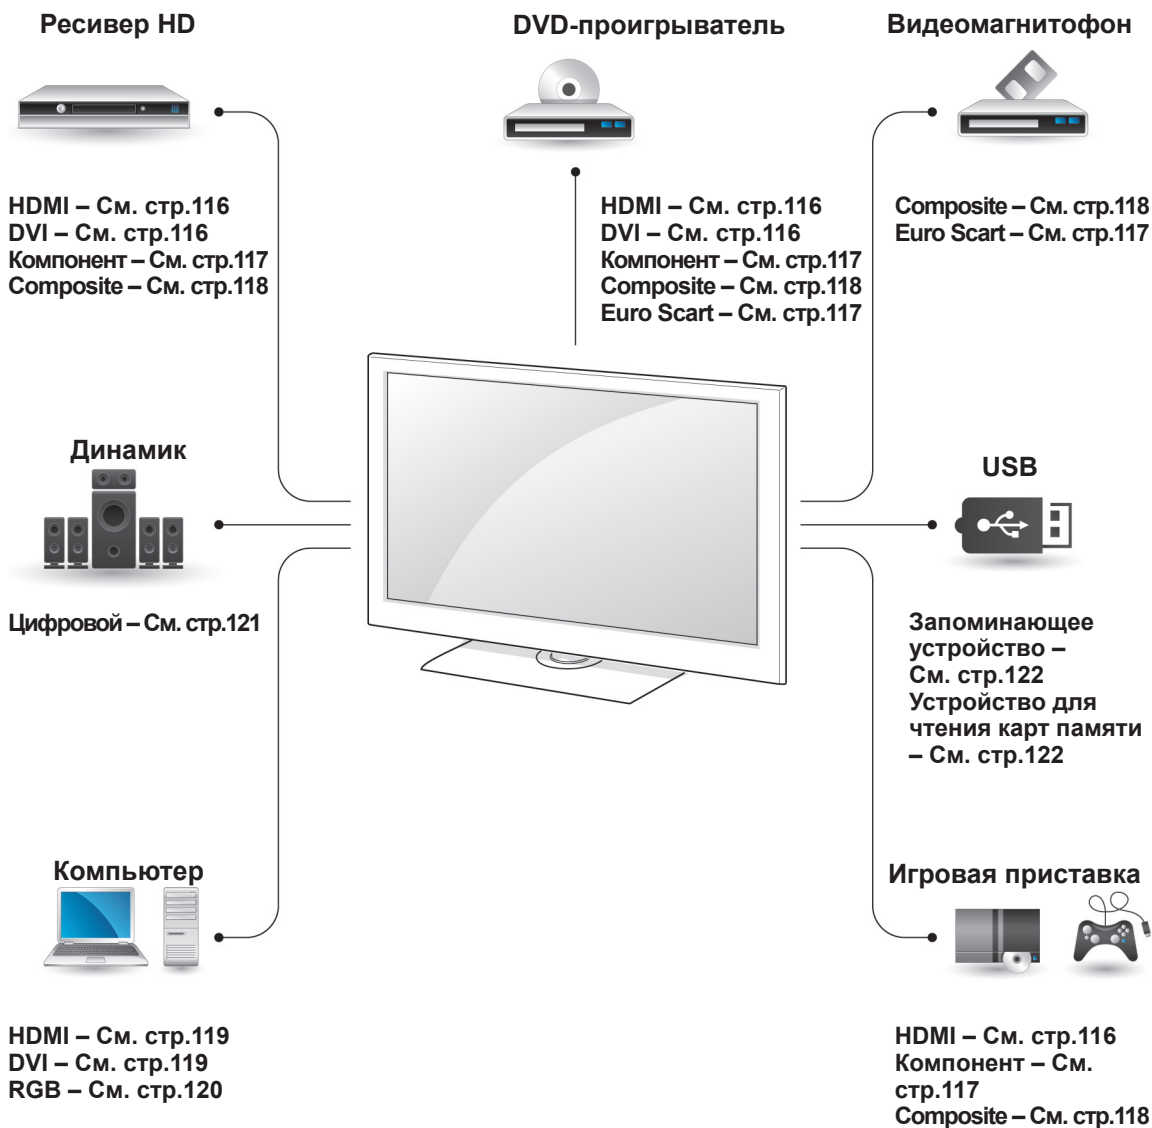 Ресивер HD
HDMI – См. стр.116
DVI – См. стр.116
Компонент – См. стр.117
Composite – См. стр.118
DVD-проигрыватель
HDMI – См. стр.116
DVI – См. стр.116
Компонент – См. стр.117
Composite – См. стр.118
Euro Scart – См. стр.117
Видеомагнитофон
Composite – См. стр.118
Euro Scart – См. стр.117
Динамик
Цифровой – См. стр.121
USB
Запоминающее
устройство –
См. стр.122
Устройство для
чтения карт памяти
– См. стр.122
Компьютер
HDMI – См. стр.119
DVI – См. стр.119
RGB – См. стр.120
Игровая приставка
HDMI – См. стр.116
Компонент – См.
стр.117
Composite – См. стр.118